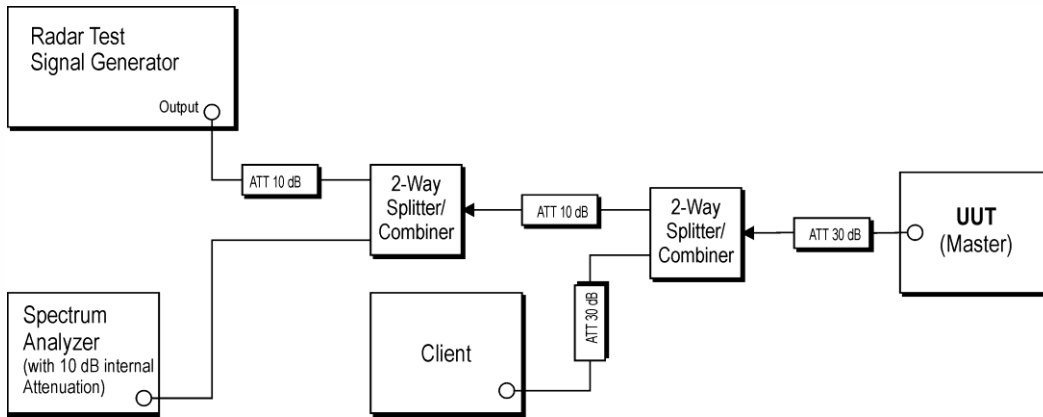 Radar Test
Signal Generator
Output
ATT 10 dB
2-Way
Splitter/
Combiner
ATT 10 dB
2-Way
Splitter/
Combiner
ATT 30 dB
UUT
(Master)
Spectrum
Analyzer
(with 10 dB internal
Attenuation)
Client
ATT 30 dB